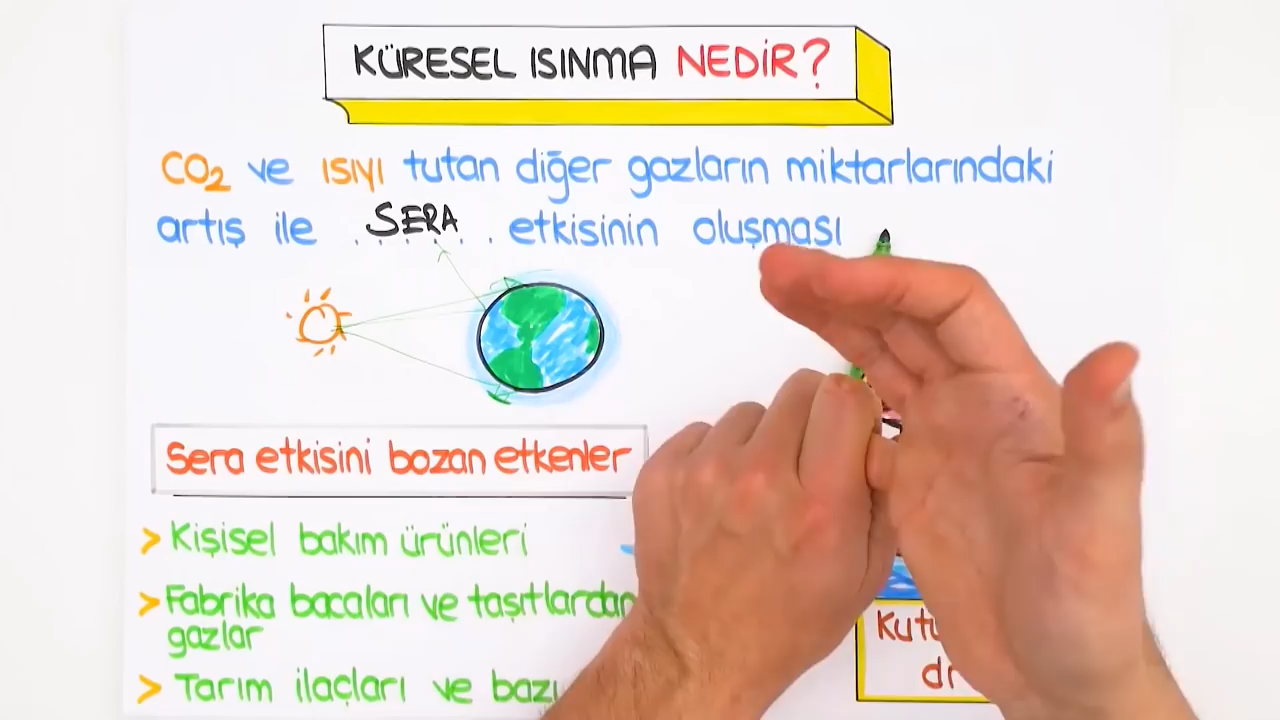 KÜRESEL ISINMA NEDİR?
CO2 ve ısıyı tutan diğer gazların miktarlarındaki
artış ile ..SERA.. etkisinin oluşması
Sera etkisini bozan etkenler
> Kişisel bakım ürünleri
> Fabrika bacaları ve taşıtlardan
gazlar
> Tarım ilaçları ve